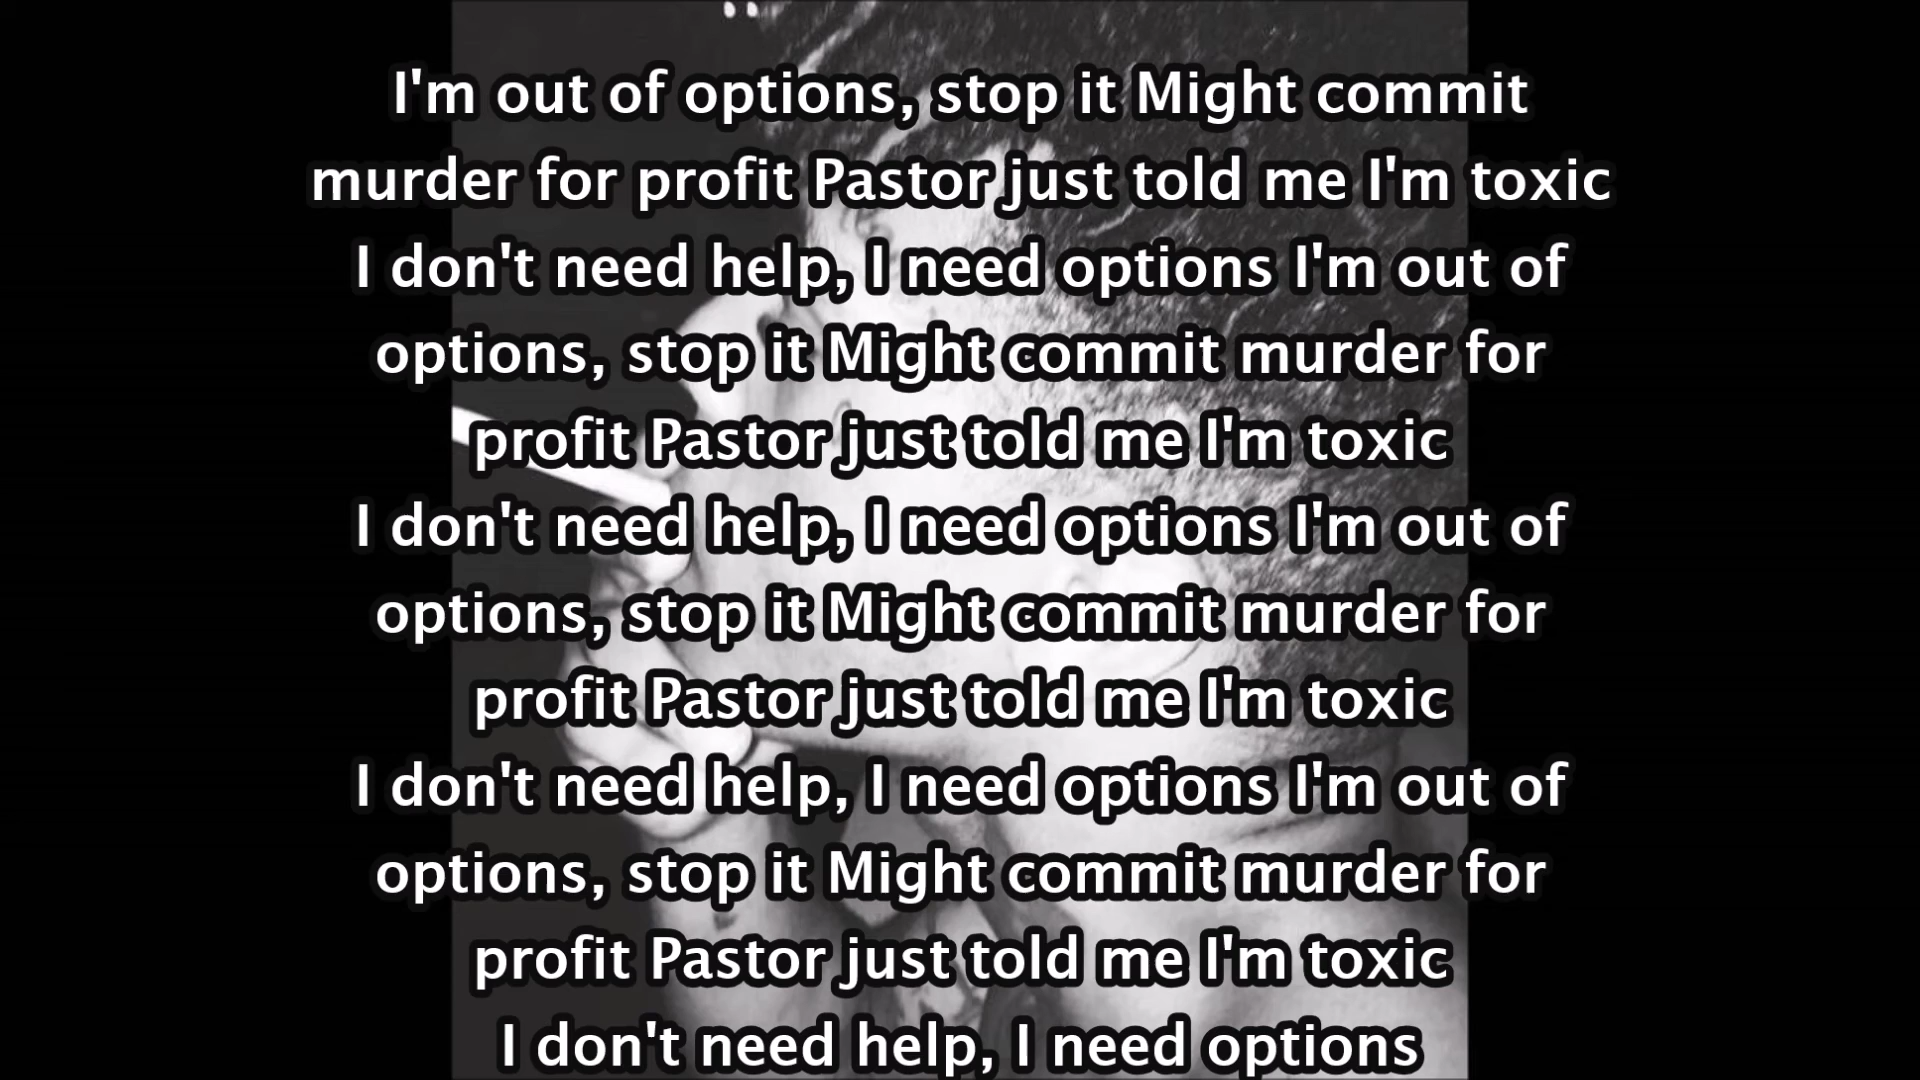 I'm out of options, stop it Might commit
murder for profit Pastor just told me I'm toxic
I don't need help, I need options I'm out of
options, stop it Might commit murder for
profit Pastor just told me I'm toxic
I don't need help, I need options I'm out of
options, stop it Might commit murder for
profit Pastor just told me I'm toxic
I don't need help, I need options I'm out of
options, stop it Might commit murder for
profit Pastor just told me I'm toxic
I don't need help, I need options